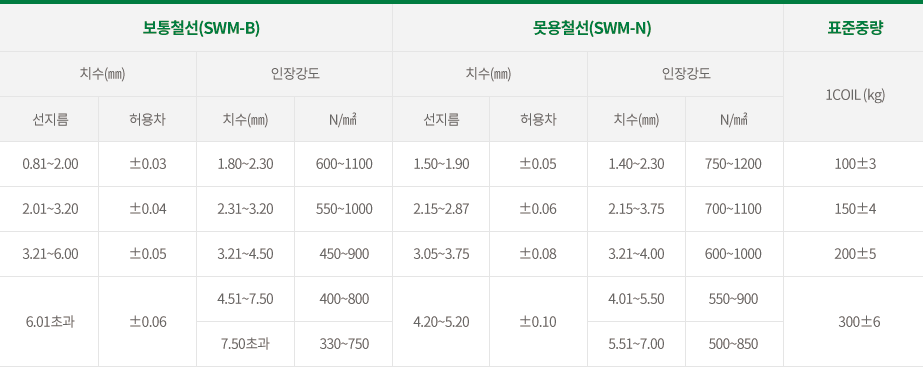 보통철선(SWM-B) 못용철선(SWM-N) 표준중량
치수(㎜) 인장강도 치수(㎜) 인장강도 1COIL (kg)
선지름 허용차 치수(㎜) N/㎟ 선지름 허용차 치수(㎜) N/㎟
0.81~2.00 ±0.03 1.80~2.30 600~1100 1.50~1.90 ±0.05 1.40~2.30 750~1200 100±3
2.01~3.20 ±0.04 2.31~3.20 550~1000 2.15~2.87 ±0.06 2.15~3.75 700~1100 150±4
3.21~6.00 ±0.05 3.21~4.50 450~900 3.05~3.75 ±0.08 3.21~4.00 600~1000 200±5
6.01초과 ±0.06 4.51~7.50 400~800 4.20~5.20 ±0.10 4.01~5.50 550~900 300±6
7.50초과 330~750 5.51~7.00 500~850